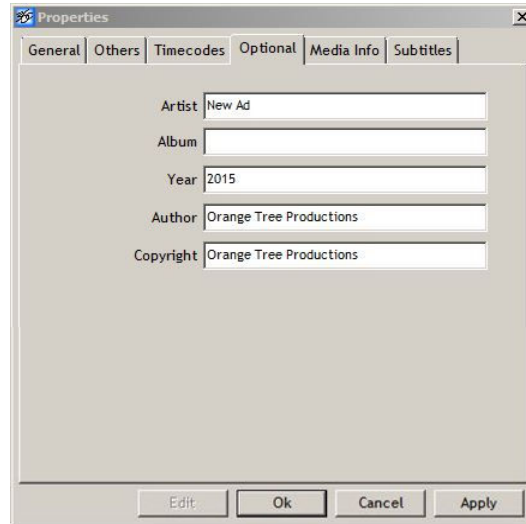 Properties
General Others Timecodes Optional Media Info Subtitles
Artist New Ad
Album
Year 2015
Author Orange Tree Productions
Copyright Orange Tree Productions
Edit Ok Cancel Apply